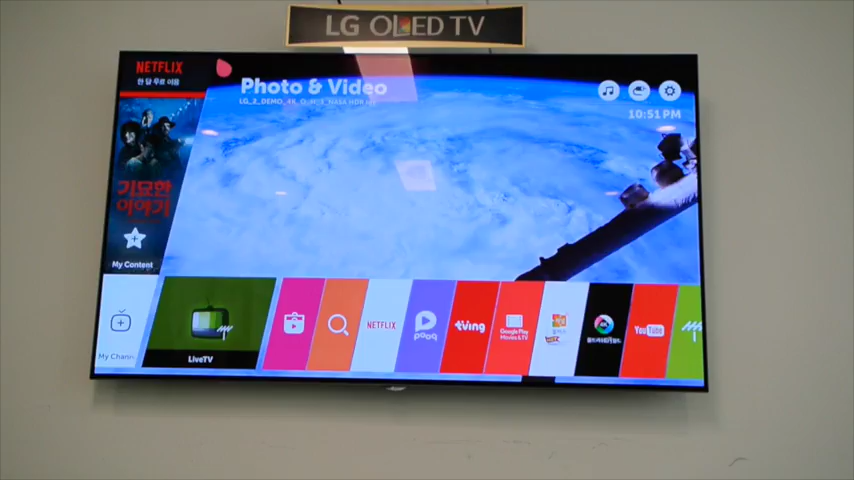 LG OLED TV
NETFLIX
한 달 무료 이용
Photo & Video
10:51 PM
기묘한
이야기
My Content
My Chann
LiveTV
NETFLIX
pooq
tving
Google Play
Movies & TV
4K
YouTube